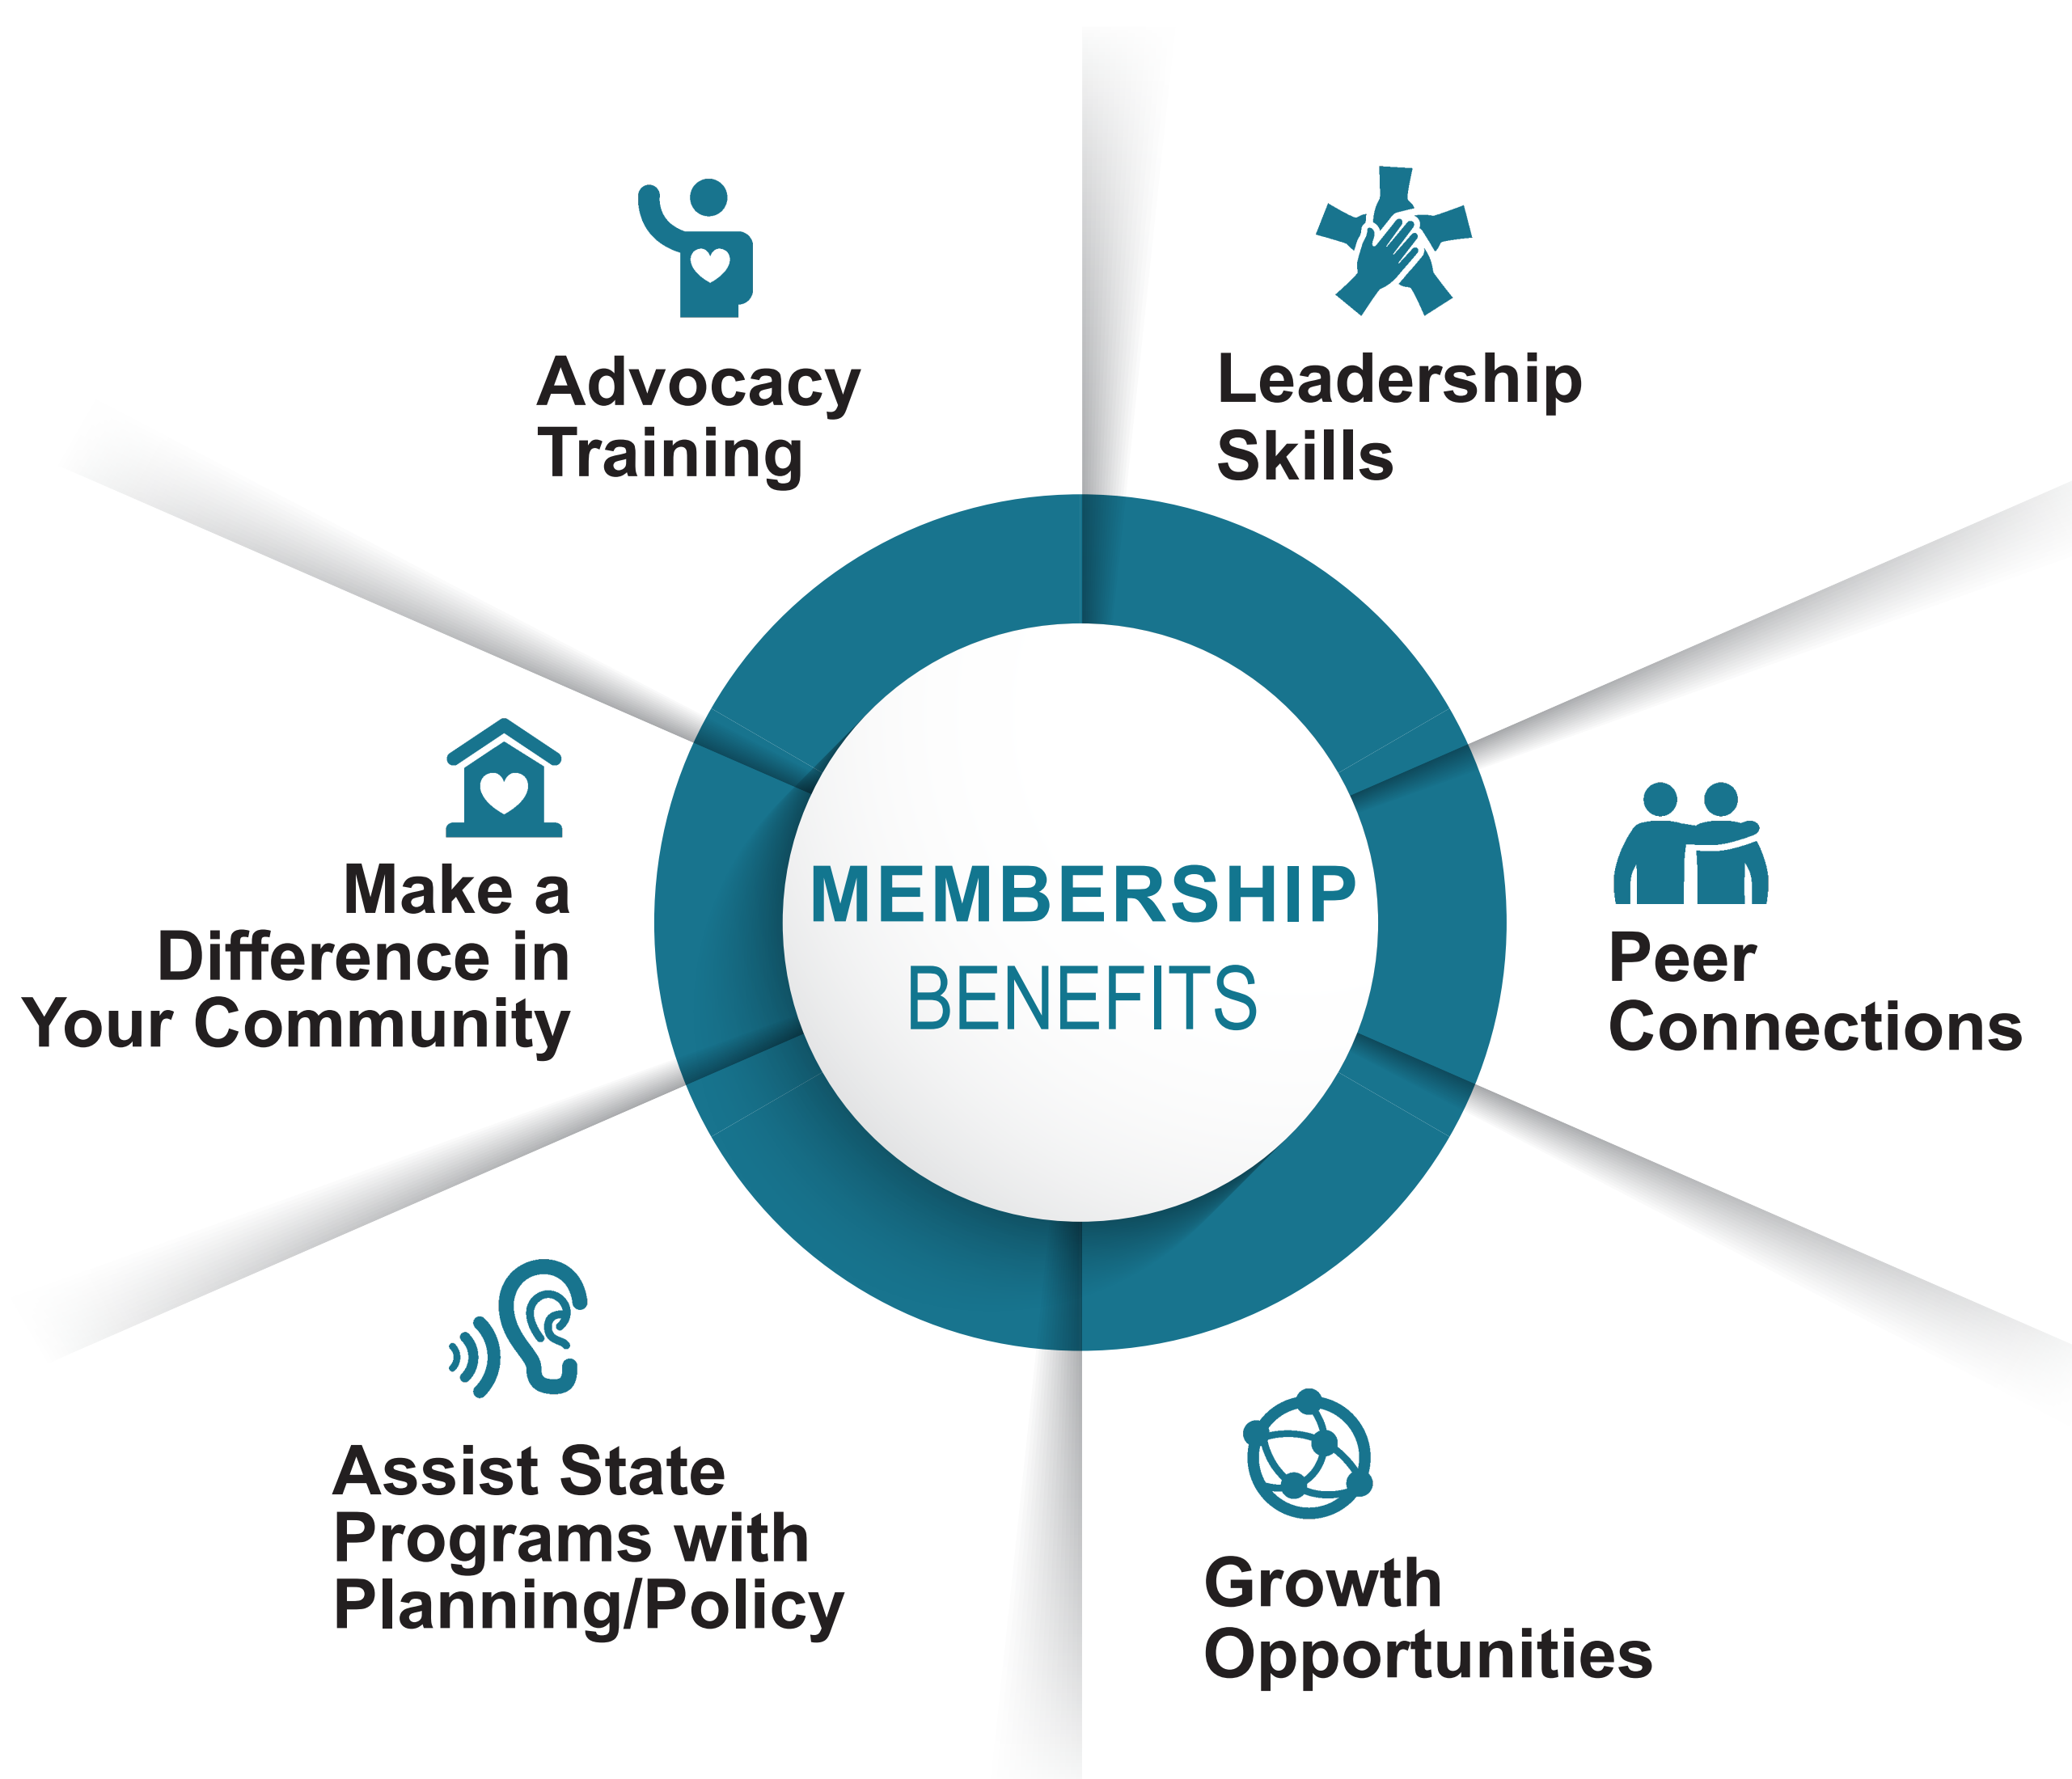 Advocacy
Training
Leadership
Skills
Make a
Difference in
Your Community
MEMBERSHIP
BENEFITS
Peer
Connections
Assist State
Programs with
Planning/Policy
Growth
Opportunities